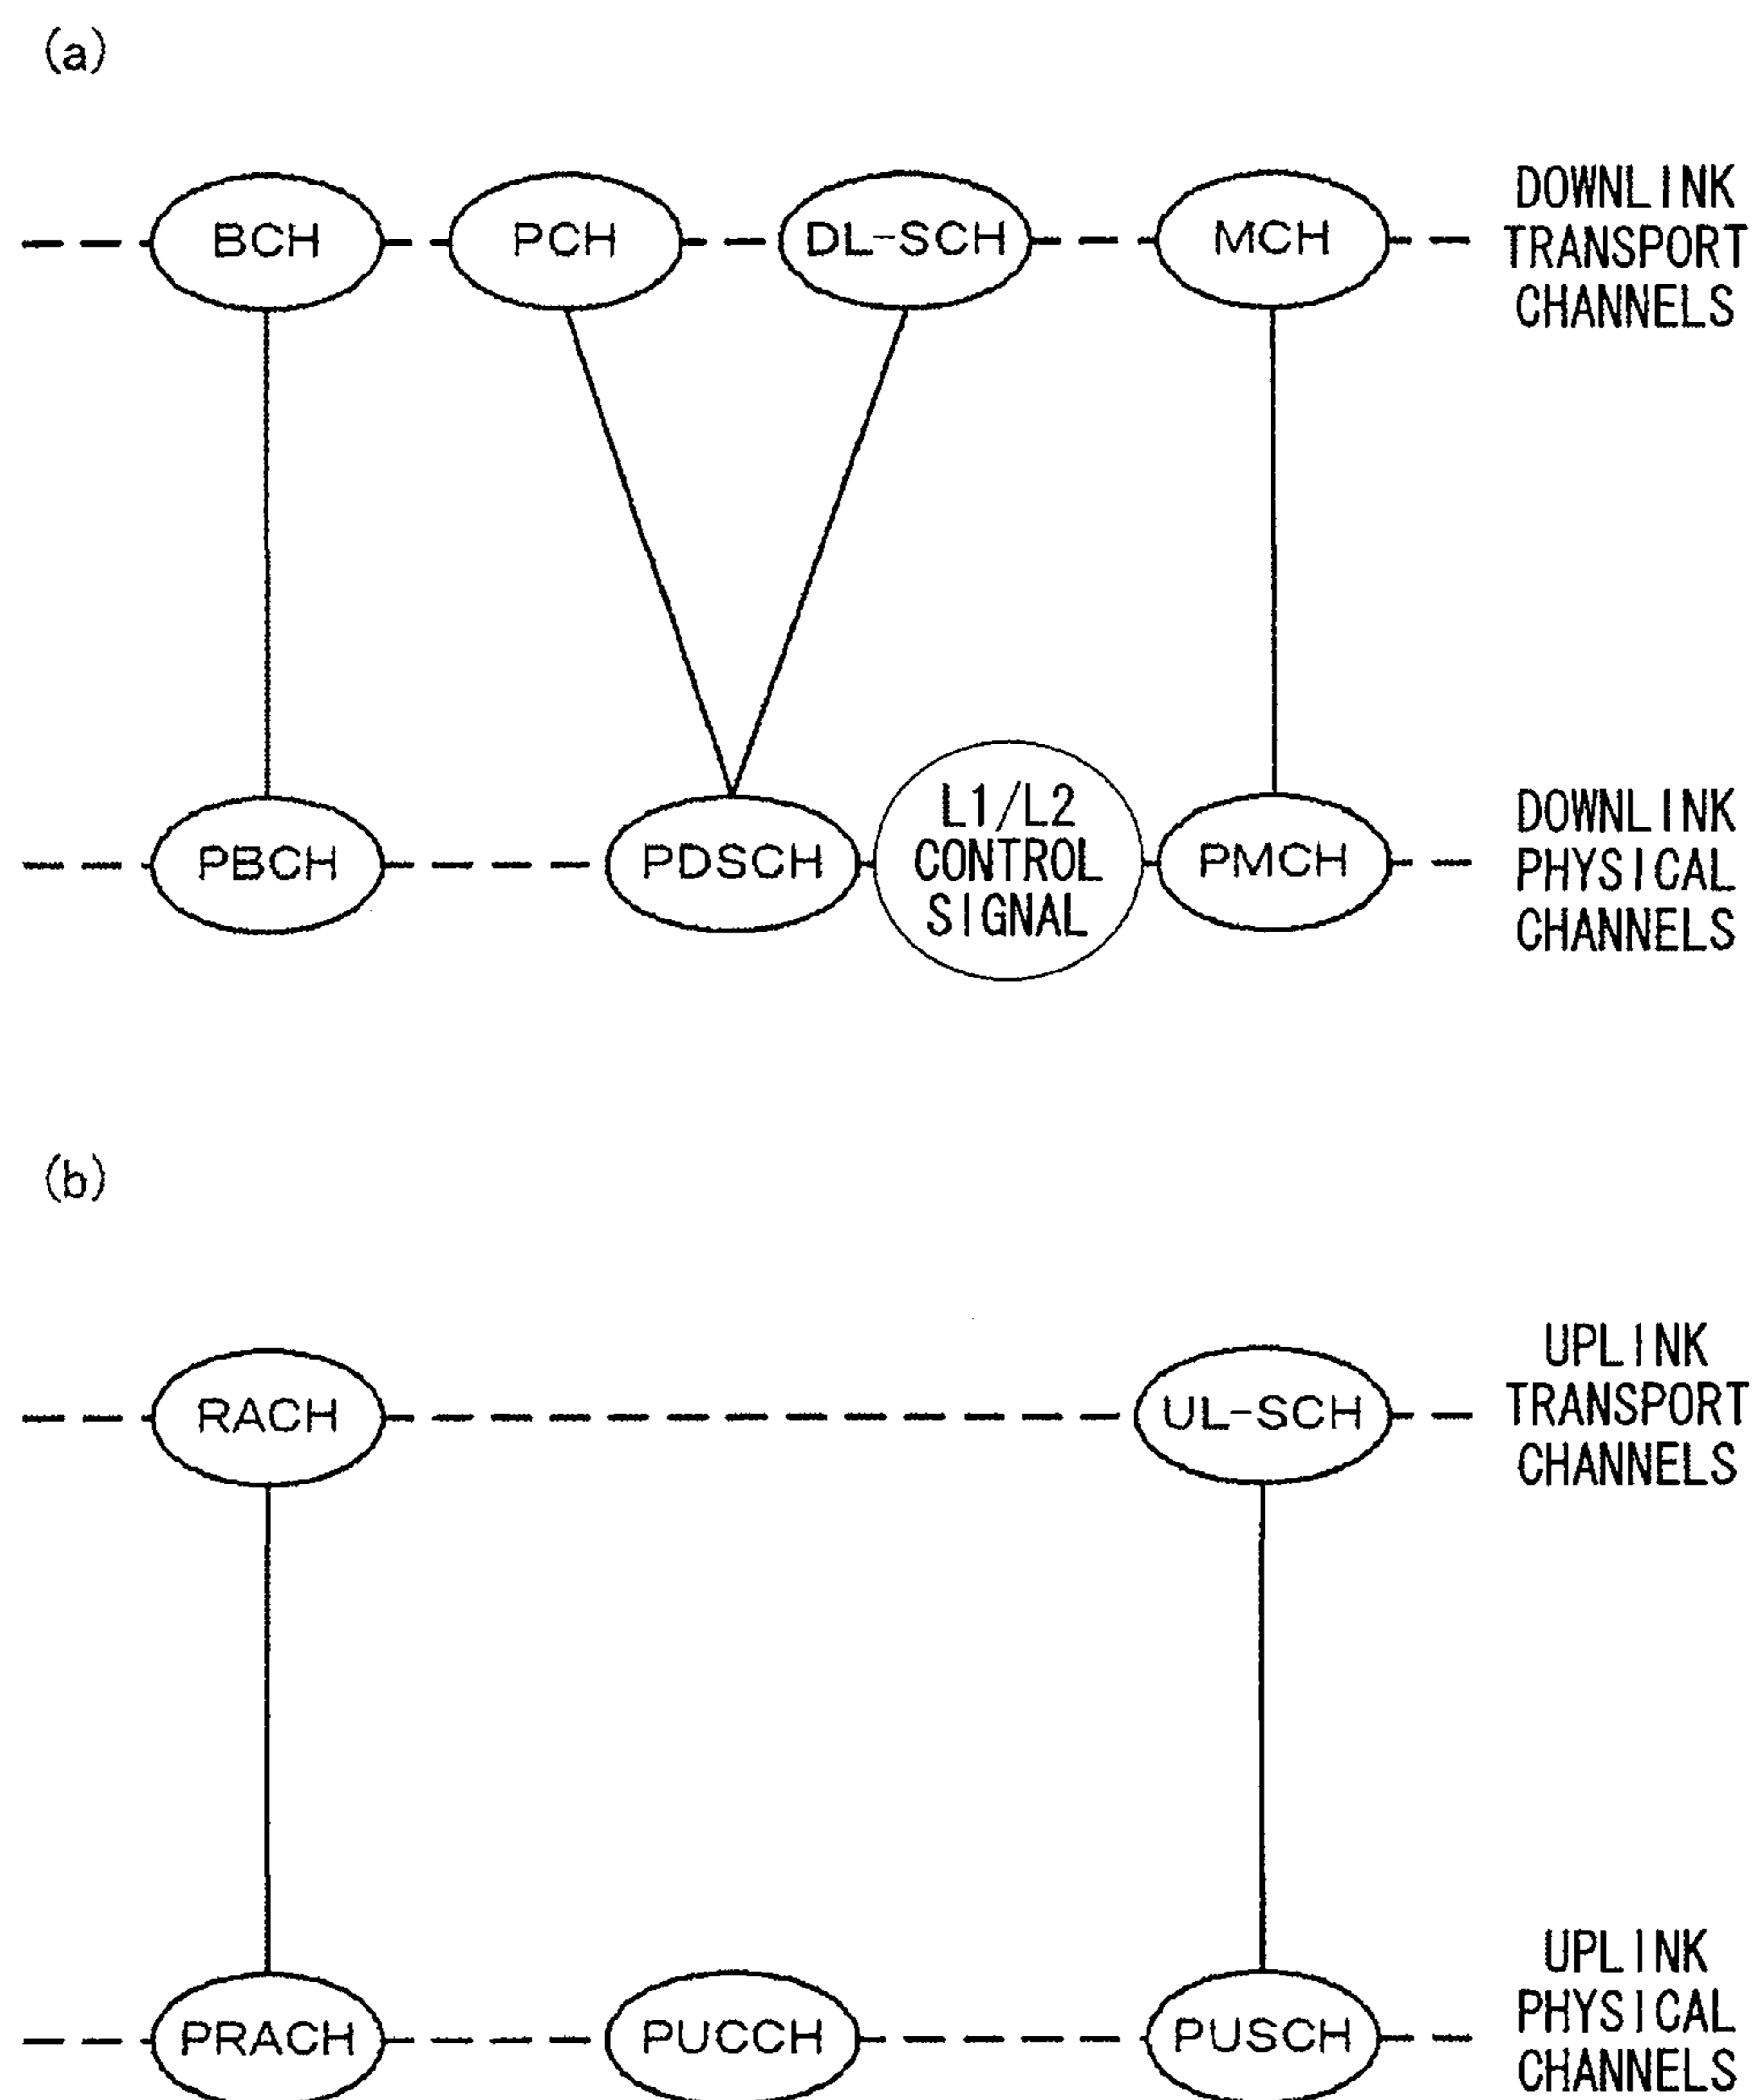 (a)
BCH
PCH
DL-SCH
MCH
DOWNLINK
TRANSPORT
CHANNELS
PBCH
PDSCH
L1/L2
CONTROL
SIGNAL
PMCH
DOWNLINK
PHYSICAL
CHANNELS
(b)
RACH
UL-SCH
UPLINK
TRANSPORT
CHANNELS
PRACH
PUCCH
PUSCH
UPLINK
PHYSICAL
CHANNELS